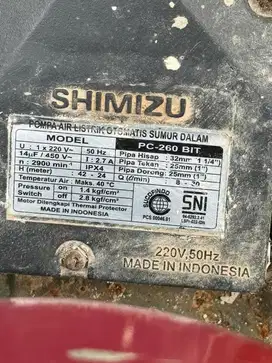 SHIMIZU
POMPA AIR LISTRIK OTOMATIS SUMUR DALAM
MODEL PC-260 BIT
U : 1 x 220 V~ 50 Hz Pipa Hisap : 32mm (1 1/4")
14µF / 450 V~ I : 2.7 A Pipa Tekan : 25mm (1")
n : 2900 min⁻¹ IPX4 Pipa Dorong : 25mm (1")
H (meter) : 42 - 24 Q (ℓ/min) : 8 - 20
Temperatur Air : Maks. 40 °C
Pressure on : 1.4 kgf/cm²
Switch off : 2.8 kgf/cm²
Motor Dilengkapi Thermal Protector
MADE IN INDONESIA
SNI
220V,50Hz
MADE IN INDONESIA